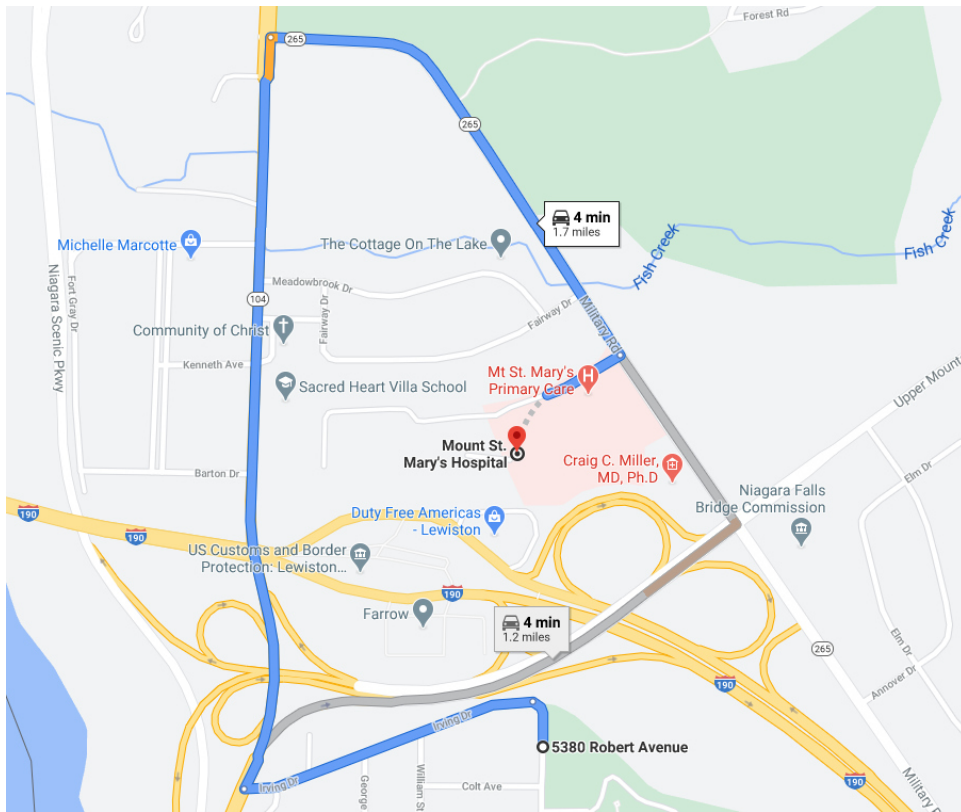 Forest Rd
265
265
4 min
1.7 miles
The Cottage On The Lake
Michelle Marcotte
Fish Creek
Fish Creek
Niagara Scenic Pkwy
Fort Gray Dr
Meadowbrook Dr
104
Fairway Dr
Fairway Dr
Military Rd
Community of Christ
Kenneth Ave
Upper Mount
Mt St. Mary's
Primary Care
Sacred Heart Villa School
Mount St.
Mary's Hospital
Craig C. Miller,
MD, Ph.D
Elm Dr
Barton Dr
Niagara Falls
Bridge Commission
190
Duty Free Americas
- Lewiston
190
US Customs and Border
Protection: Lewiston...
190
Farrow
4 min
1.2 miles
Elm Dr
265
190
Annover Dr
Irving Dr
5380 Robert Avenue
Irving Dr
George
William St
Colt Ave
190
Military R